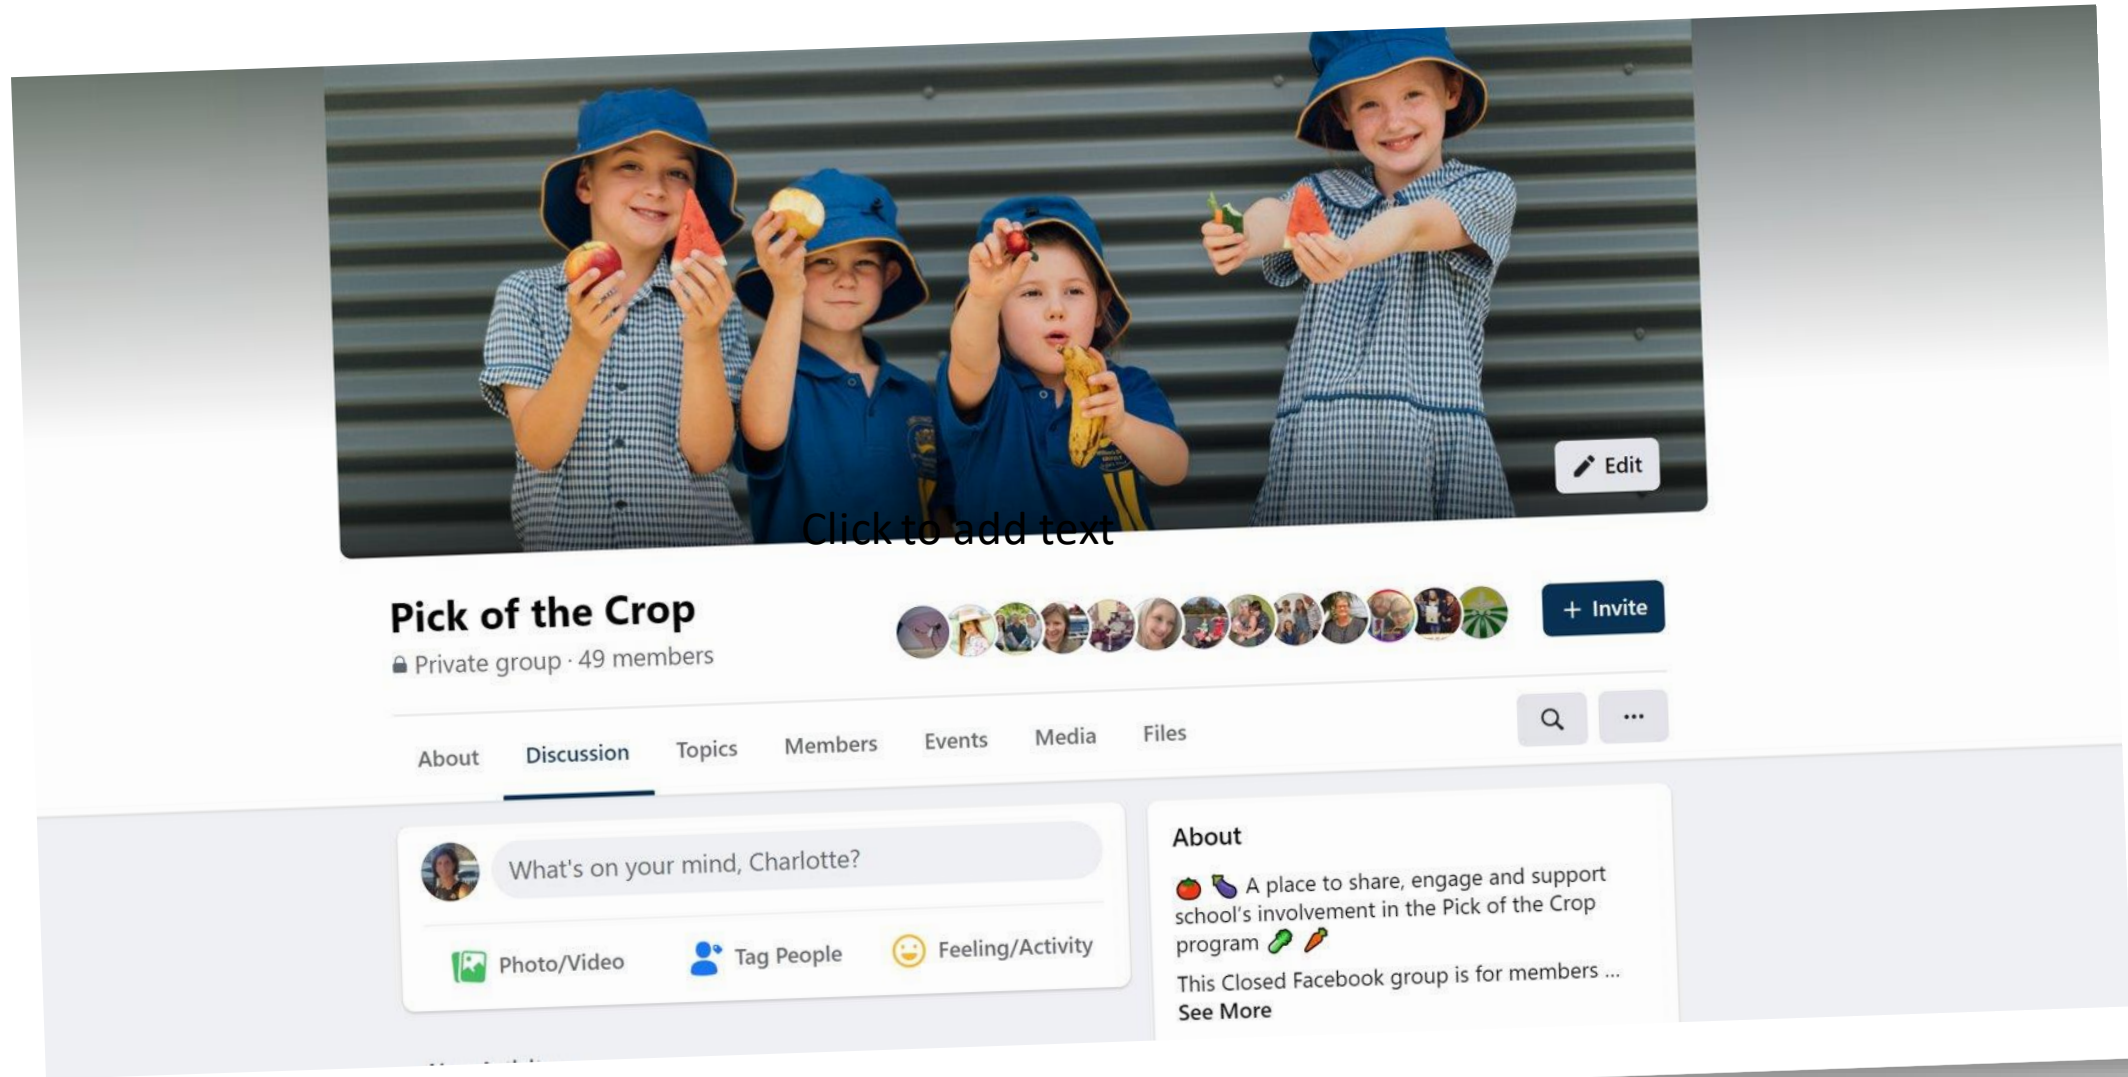 Edit
Click to add text
Pick of the Crop
Private group · 49 members
+ Invite
About Discussion Topics Members Events Media Files
What's on your mind, Charlotte?
Photo/Video Tag People Feeling/Activity
About
🍅 🍆 A place to share, engage and support
school's involvement in the Pick of the Crop
program 🥒 🥕
This Closed Facebook group is for members ...
See More